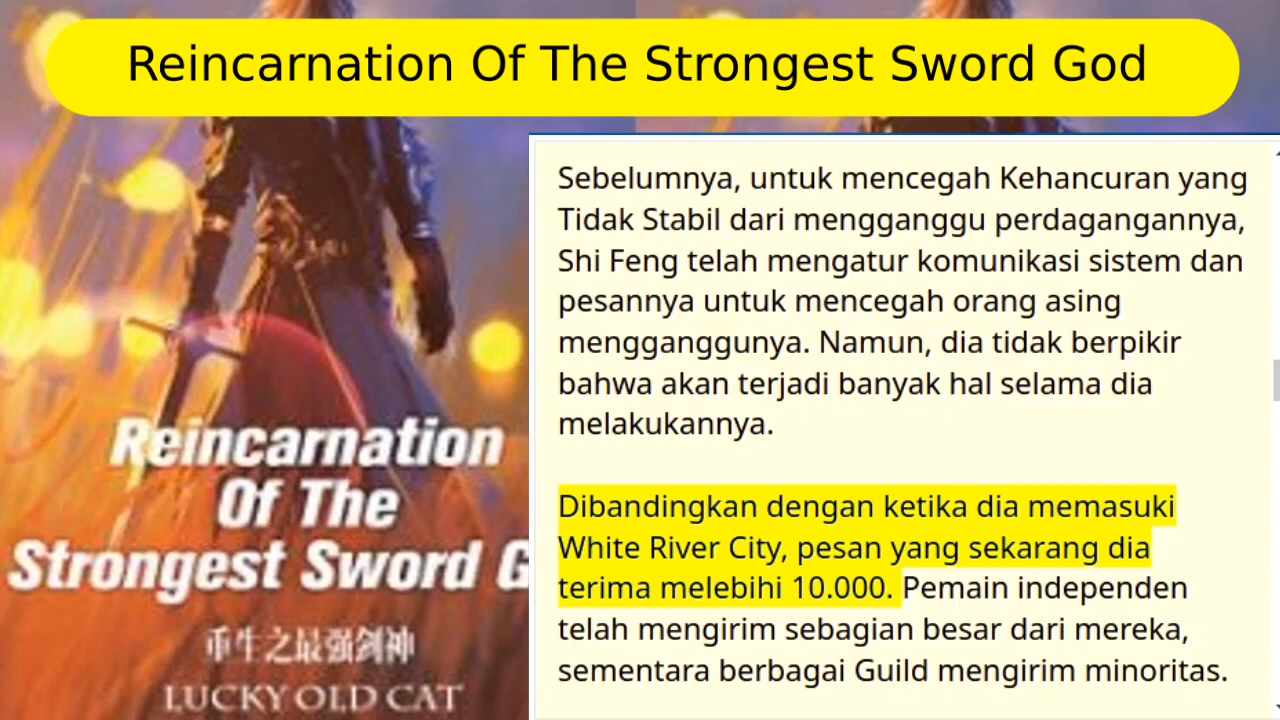 Reincarnation Of The Strongest Sword God
Reincarnation
Of The
Strongest Sword G
重生之最强剑神
LUCKY OLD CAT
Sebelumnya, untuk mencegah Kehancuran yang
Tidak Stabil dari mengganggu perdagangannya,
Shi Feng telah mengatur komunikasi sistem dan
pesannya untuk mencegah orang asing
mengganggunya. Namun, dia tidak berpikir
bahwa akan terjadi banyak hal selama dia
melakukannya.
Dibandingkan dengan ketika dia memasuki
White River City, pesan yang sekarang dia
terima melebihi 10.000. Pemain independen
telah mengirim sebagian besar dari mereka,
sementara berbagai Guild mengirim minoritas.